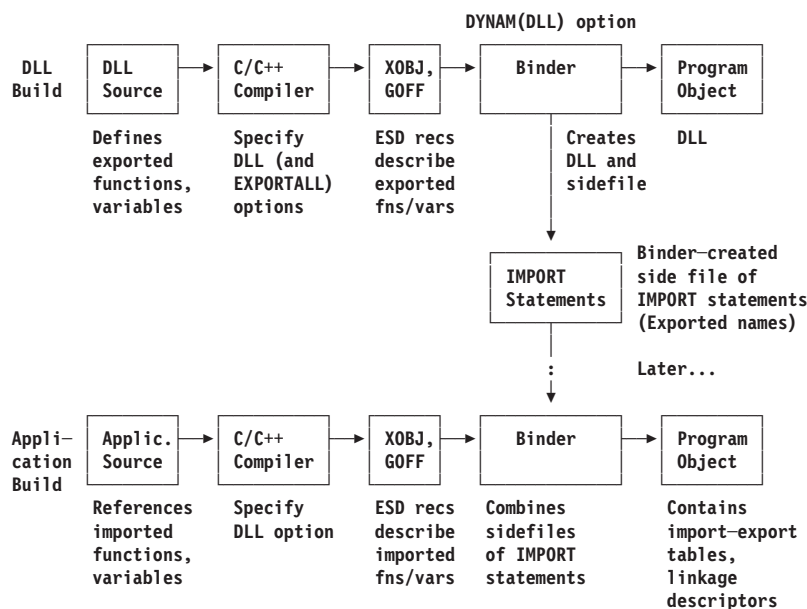 DYNAM(DLL) option
DLL
Build
DLL
Source
C/C++
Compiler
XOBJ,
GOFF
Binder
Program
Object
Defines
exported
functions,
variables
Specify
DLL (and
EXPORTALL)
options
ESD recs
describe
exported
fns/vars
Creates
DLL and
sidefile
DLL
IMPORT
Statements
Binder-created
side file of
IMPORT statements
(Exported names)
:
Later...
Appli-
cation
Build
Applic.
Source
C/C++
Compiler
XOBJ,
GOFF
Binder
Program
Object
References
imported
functions,
variables
Specify
DLL option
ESD recs
describe
imported
fns/vars
Combines
sidefiles
of IMPORT
statements
Contains
import-export
tables,
linkage
descriptors